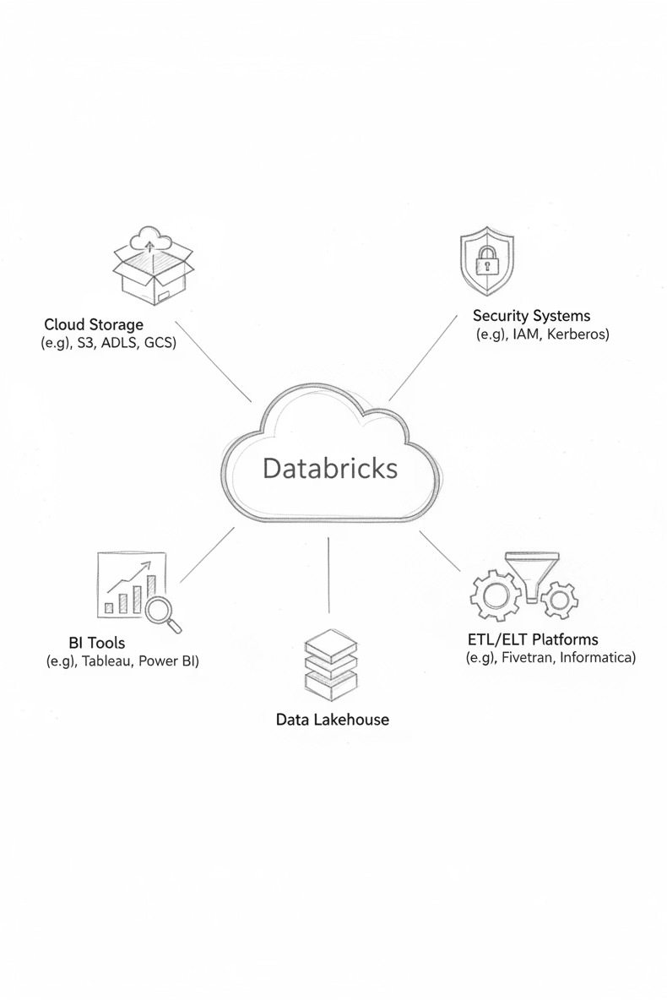 Cloud Storage
(e.g), S3, ADLS, GCS)
Security Systems
(e.g), IAM, Kerberos)
Databricks
BI Tools
(e.g), Tableau, Power BI)
ETL/ELT Platforms
(e.g), Fivetran, Informatica)
Data Lakehouse